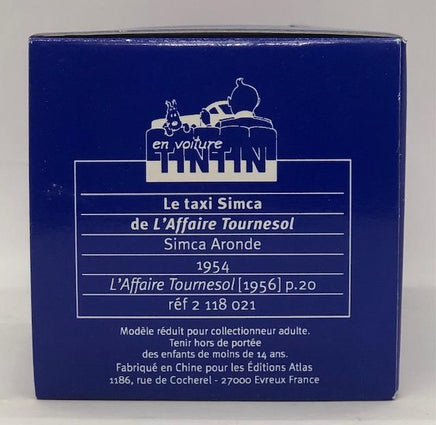 en voiture
TINTIN
Le taxi Simca
de L'Affaire Tournesol
Simca Aronde
1954
L'Affaire Tournesol [1956] p.20
réf 2 118 021
Modèle réduit pour collectionneur adulte.
Tenir hors de portée
des enfants de moins de 14 ans.
Fabriqué en Chine pour les Éditions Atlas
1186, rue de Cocherel - 27000 Evreux France